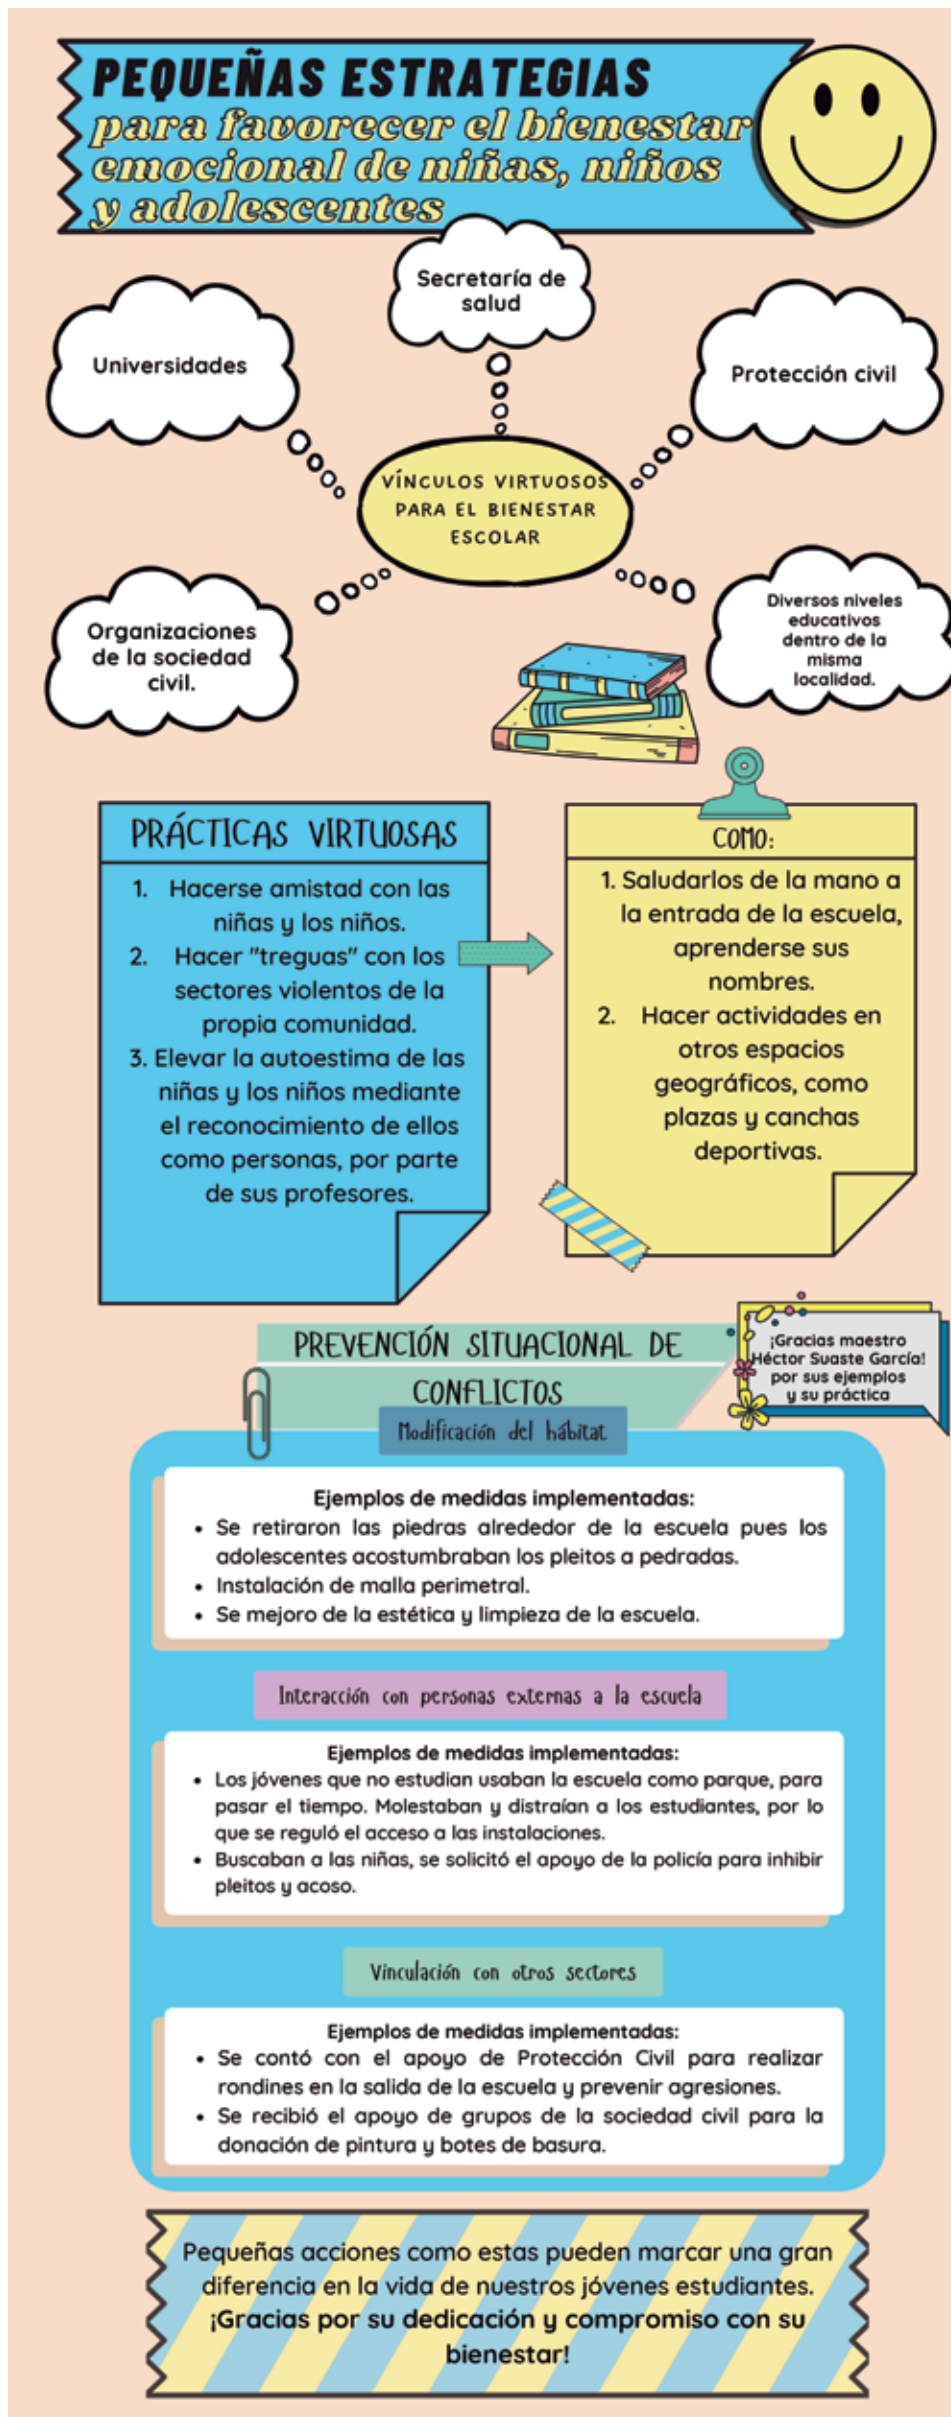 PEQUEÑAS ESTRATEGIAS
para favorecer el bienestar
emocional de niñas, niños
y adolescentes
Secretaría de
salud
Universidades
Protección civil
VÍNCULOS VIRTUOSOS
PARA EL BIENESTAR
ESCOLAR
Organizaciones
de la sociedad
civil.
Diversos niveles
educativos
dentro de la
misma
localidad.
PRÁCTICAS VIRTUOSAS
1. Hacerse amistad con las
niñas y los niños.
2. Hacer "treguas" con los
sectores violentos de la
propia comunidad.
3. Elevar la autoestima de las
niñas y los niños mediante
el reconocimiento de ellos
como personas, por parte
de sus profesores.
COMO:
1. Saludarlos de la mano a
la entrada de la escuela,
aprenderse sus
nombres.
2. Hacer actividades en
otros espacios
geográficos, como
plazas y canchas
deportivas.
PREVENCIÓN SITUACIONAL DE
CONFLICTOS
¡Gracias maestro
Héctor Suaste García!
por sus ejemplos
y su práctica
Modificación del hábitat
Ejemplos de medidas implementadas:
• Se retiraron las piedras alrededor de la escuela pues los
adolescentes acostumbraban los pleitos a pedradas.
• Instalación de malla perimetral.
• Se mejoro de la estética y limpieza de la escuela.
Interacción con personas externas a la escuela
Ejemplos de medidas implementadas:
• Los jóvenes que no estudian usaban la escuela como parque, para
pasar el tiempo. Molestaban y distraían a los estudiantes, por lo
que se reguló el acceso a las instalaciones.
• Buscaban a las niñas, se solicitó el apoyo de la policía para inhibir
pleitos y acoso.
Vinculación con otros sectores
Ejemplos de medidas implementadas:
• Se contó con el apoyo de Protección Civil para realizar
rondines en la salida de la escuela y prevenir agresiones.
• Se recibió el apoyo de grupos de la sociedad civil para la
donación de pintura y botes de basura.
Pequeñas acciones como estas pueden marcar una gran
diferencia en la vida de nuestros jóvenes estudiantes.
¡Gracias por su dedicación y compromiso con su
bienestar!